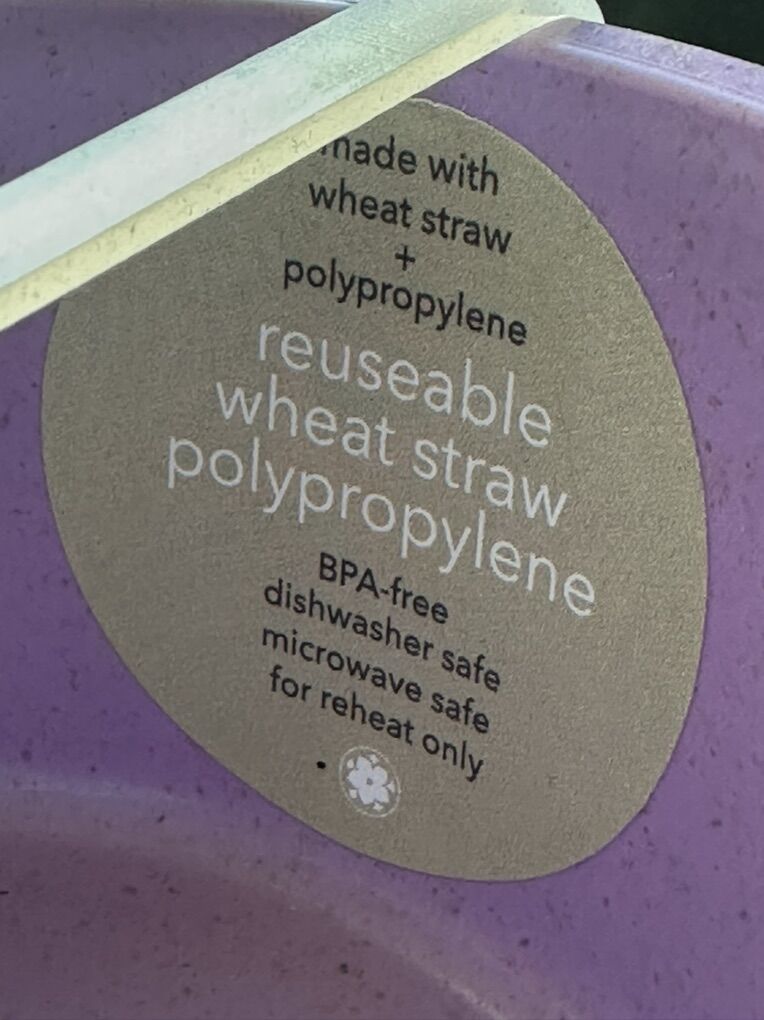 made with
wheat straw
+
polypropylene
reuseable
wheat straw
polypropylene
BPA-free
dishwasher safe
microwave safe
for reheat only